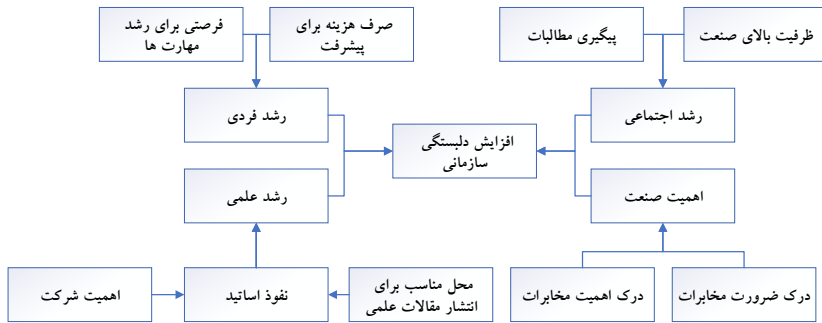 ظرفیت بالای صنعت
پیگیری مطالبات
صرف هزینه برای
پیشرفت
فرصتی برای رشد
مهارت ها
رشد اجتماعی
رشد فردی
افزایش دلبستگی
سازمانی
اهمیت صنعت
رشد علمی
درک ضرورت مخابرات
درک اهمیت مخابرات
محل مناسب برای
انتشار مقالات علمی
نفوذ اساتید
اهمیت شرکت